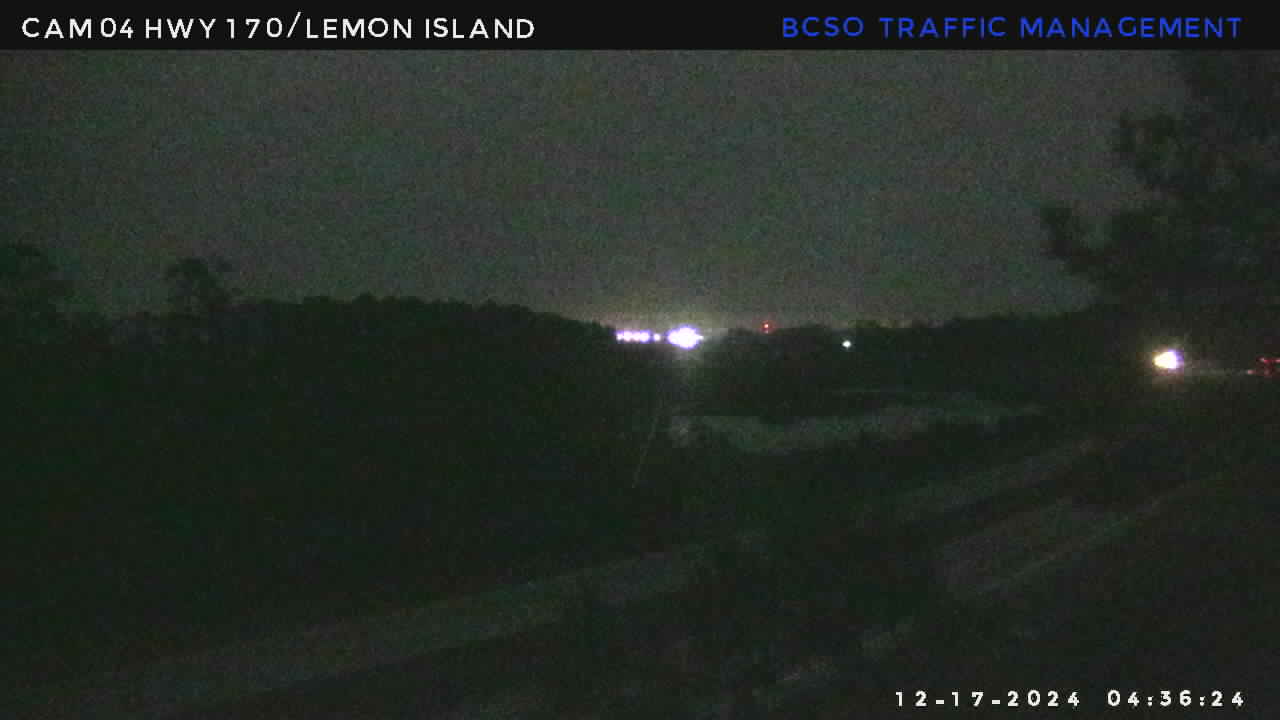 CAM04 HWY 170/LEMON ISLAND
BCSO TRAFFIC MANAGEMENT
12-17-2024 04:36:24